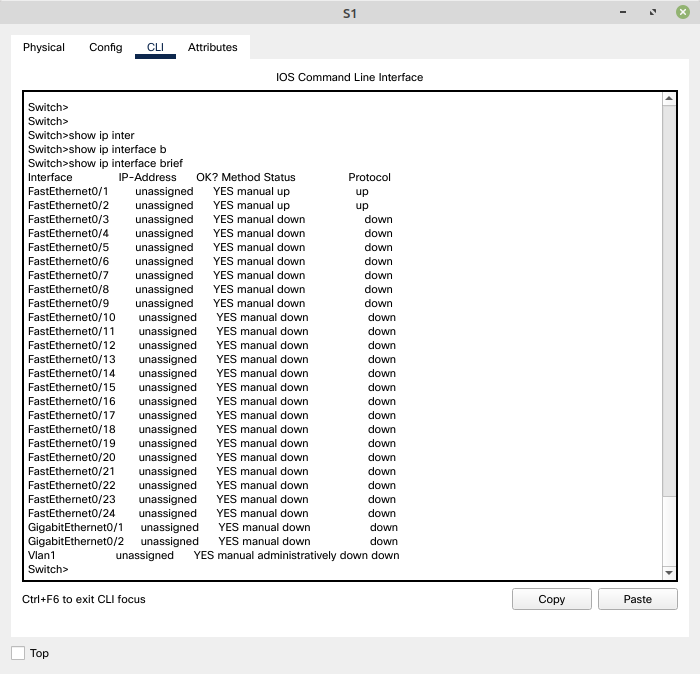 S1
Physical Config CLI Attributes
IOS Command Line Interface
Switch>
Switch>
Switch>show ip inter
Switch>show ip interface b
Switch>show ip interface brief
Interface IP-Address OK? Method Status Protocol
FastEthernet0/1 unassigned YES manual up up
FastEthernet0/2 unassigned YES manual up up
FastEthernet0/3 unassigned YES manual down down
FastEthernet0/4 unassigned YES manual down down
FastEthernet0/5 unassigned YES manual down down
FastEthernet0/6 unassigned YES manual down down
FastEthernet0/7 unassigned YES manual down down
FastEthernet0/8 unassigned YES manual down down
FastEthernet0/9 unassigned YES manual down down
FastEthernet0/10 unassigned YES manual down down
FastEthernet0/11 unassigned YES manual down down
FastEthernet0/12 unassigned YES manual down down
FastEthernet0/13 unassigned YES manual down down
FastEthernet0/14 unassigned YES manual down down
FastEthernet0/15 unassigned YES manual down down
FastEthernet0/16 unassigned YES manual down down
FastEthernet0/17 unassigned YES manual down down
FastEthernet0/18 unassigned YES manual down down
FastEthernet0/19 unassigned YES manual down down
FastEthernet0/20 unassigned YES manual down down
FastEthernet0/21 unassigned YES manual down down
FastEthernet0/22 unassigned YES manual down down
FastEthernet0/23 unassigned YES manual down down
FastEthernet0/24 unassigned YES manual down down
GigabitEthernet0/1 unassigned YES manual down down
GigabitEthernet0/2 unassigned YES manual down down
Vlan1 unassigned YES manual administratively down down
Switch>
Ctrl+F6 to exit CLI focus Copy Paste
Top